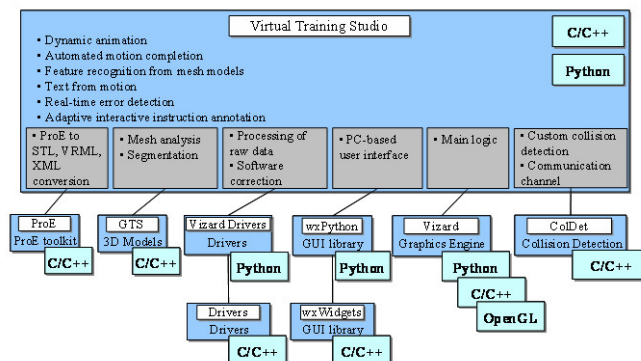 Virtual Training Studio
C/C++
Python
• Dynamic animation
• Automated motion completion
• Feature recognition from mesh models
• Text from motion
• Real-time error detection
• Adaptive interactive instruction annotation
• ProE to
STL, VRML,
XML
conversion
• Mesh analysis
• Segmentation
• Processing of
raw data
• Software
correction
• PC-based
user interface
• Main logic
• Custom collision
detection
• Communication
channel
ProE
ProE toolkit
C/C++
GTS
3D Models
C/C++
Vizard Drivers
Drivers
Python
wxPython
GUI library
Python
Vizard
Graphics Engine
Python
C/C++
OpenGL
ColDet
Collision Detection
C/C++
Drivers
Drivers
C/C++
wxWidgets
GUI library
C/C++